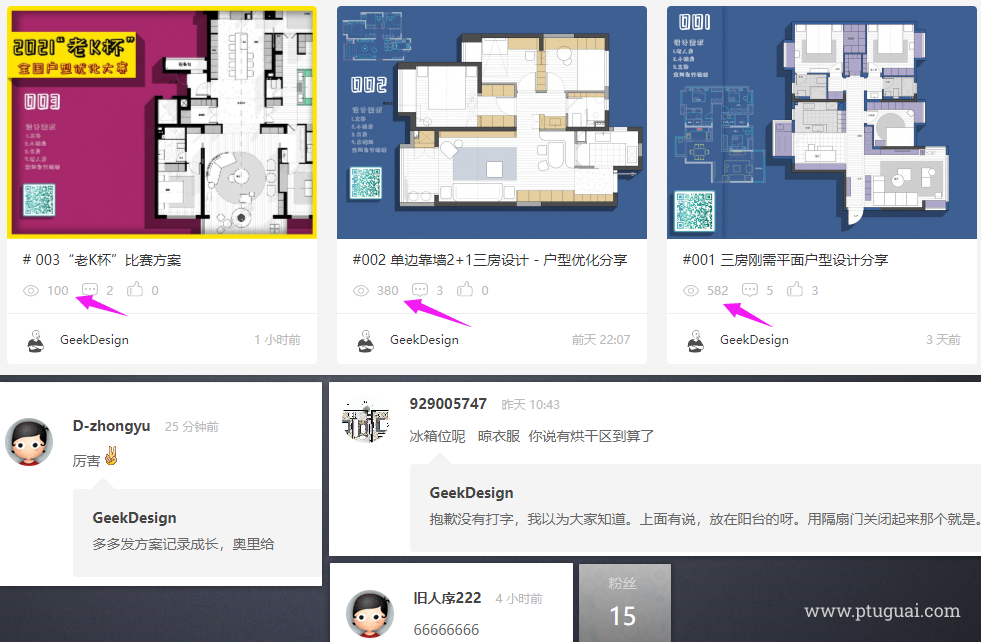 2021“老K杯”
全国户型优化大赛
003
002
001
# 003“老K杯”比赛方案
100 2 0
GeekDesign 1 小时前
#002 单边靠墙2+1三房设计 - 户型优化分享
380 3 0
GeekDesign 前天 22:07
#001 三房刚需平面户型设计分享
582 5 3
GeekDesign 3 天前
D-zhongyu 25 分钟前
厉害✌
GeekDesign
多多发方案记录成长，奥里给
929005747 昨天 10:43
冰箱位呢 晾衣服 你说有烘干区到算了
GeekDesign
抱歉没有打字，我以为大家知道。上面有说，放在阳台的呀。用隔扇门关闭起来那个就是。
旧人序222 4 小时前
66666666
粉丝
15
www.ptuguai.com